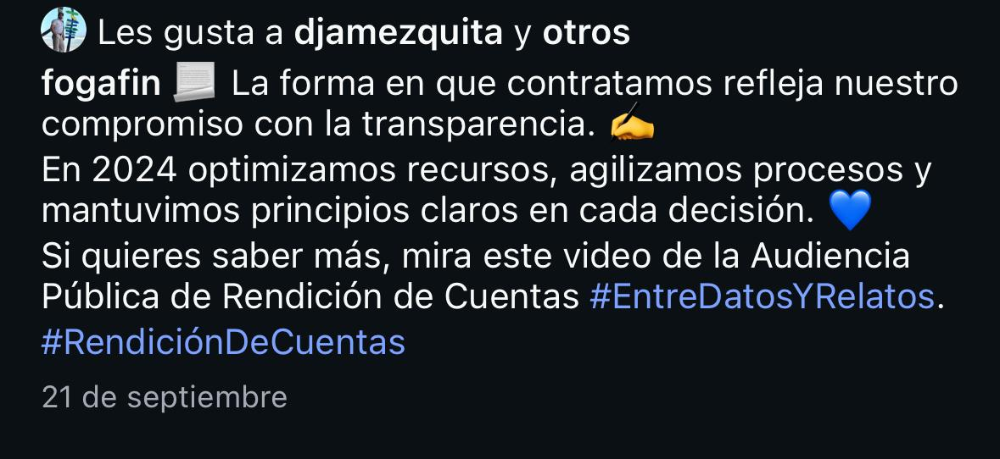 Les gusta a djamezquita y otros
fogafin 📃 La forma en que contratamos refleja nuestro
compromiso con la transparencia. ✍️
En 2024 optimizamos recursos, agilizamos procesos y
mantuvimos principios claros en cada decisión. 💙
Si quieres saber más, mira este video de la Audiencia
Pública de Rendición de Cuentas #EntreDatosYRelatos.
#RendiciónDeCuentas
21 de septiembre